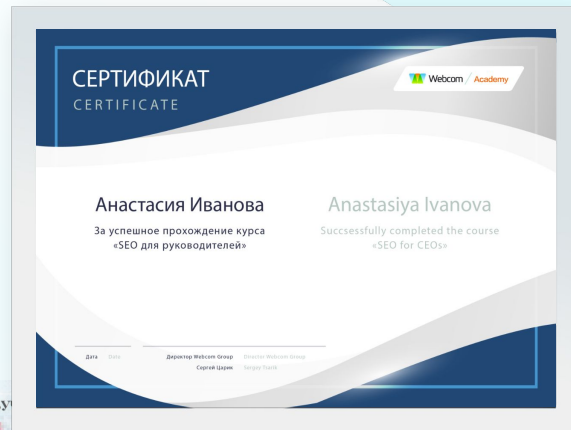 СЕРТИФИКАТ
CERTIFICATE
Webcom / Academy
Анастасия Иванова
За успешное прохождение курса
«SEO для руководителей»
Anastasiya Ivanova
Succsessfully completed the course
«SEO for CEOs»
Дата Date
Директор Webcom Group Director Webcom Group
Сергей Царик Sergey Tsarik